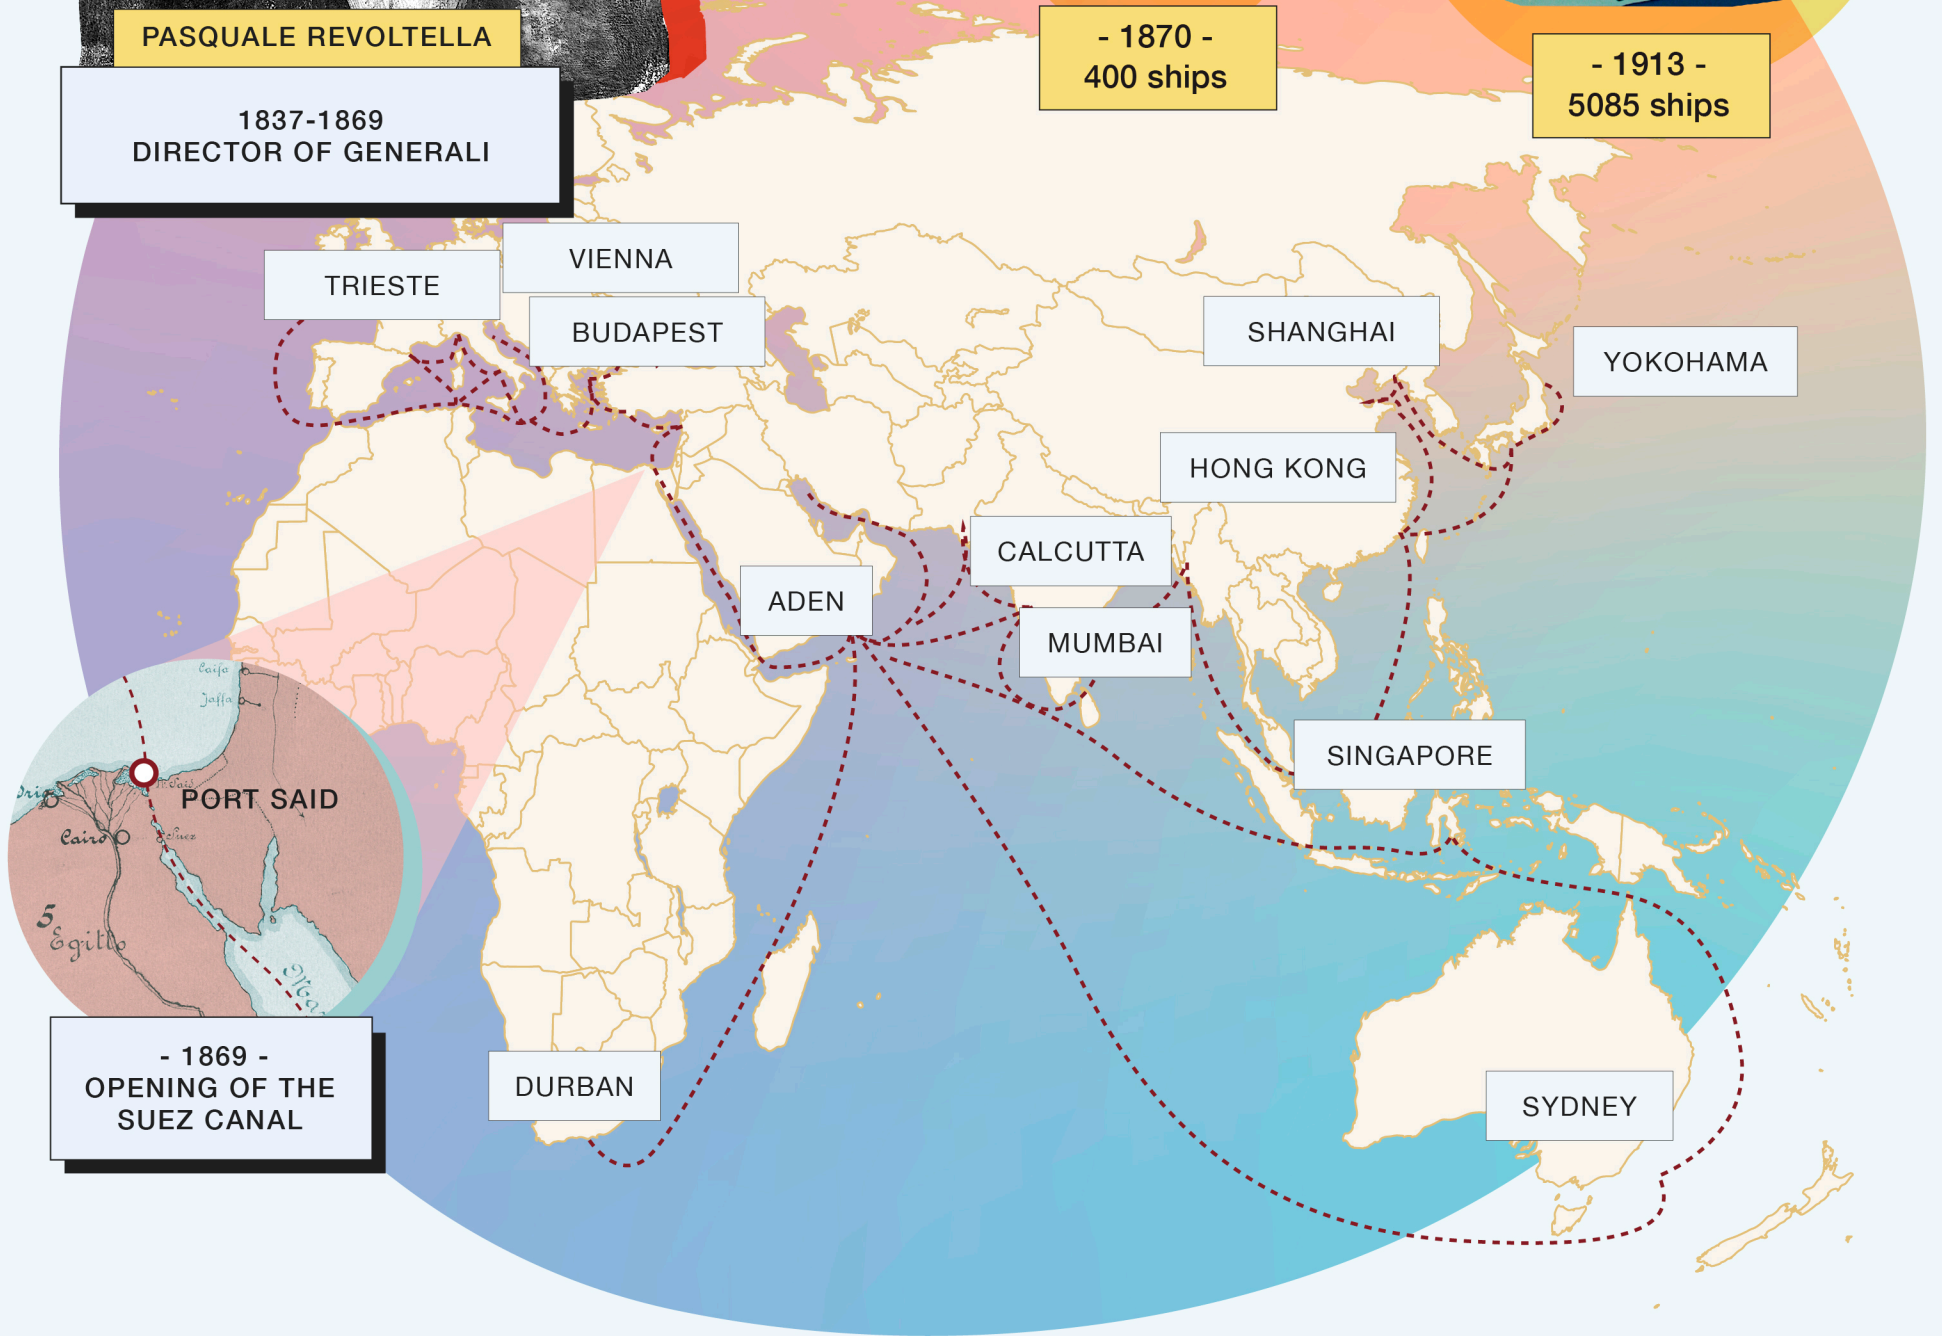 PASQUALE REVOLTELLA
1837-1869
DIRECTOR OF GENERALI
- 1870 -
400 ships
- 1913 -
5085 ships
VIENNA
TRIESTE
BUDAPEST
SHANGHAI
YOKOHAMA
HONG KONG
CALCUTTA
ADEN
MUMBAI
SINGAPORE
Caifa
Jaffa
PORT SAID
Cairo
Suez
5
Egitto
DURBAN
SYDNEY
- 1869 -
OPENING OF THE
SUEZ CANAL